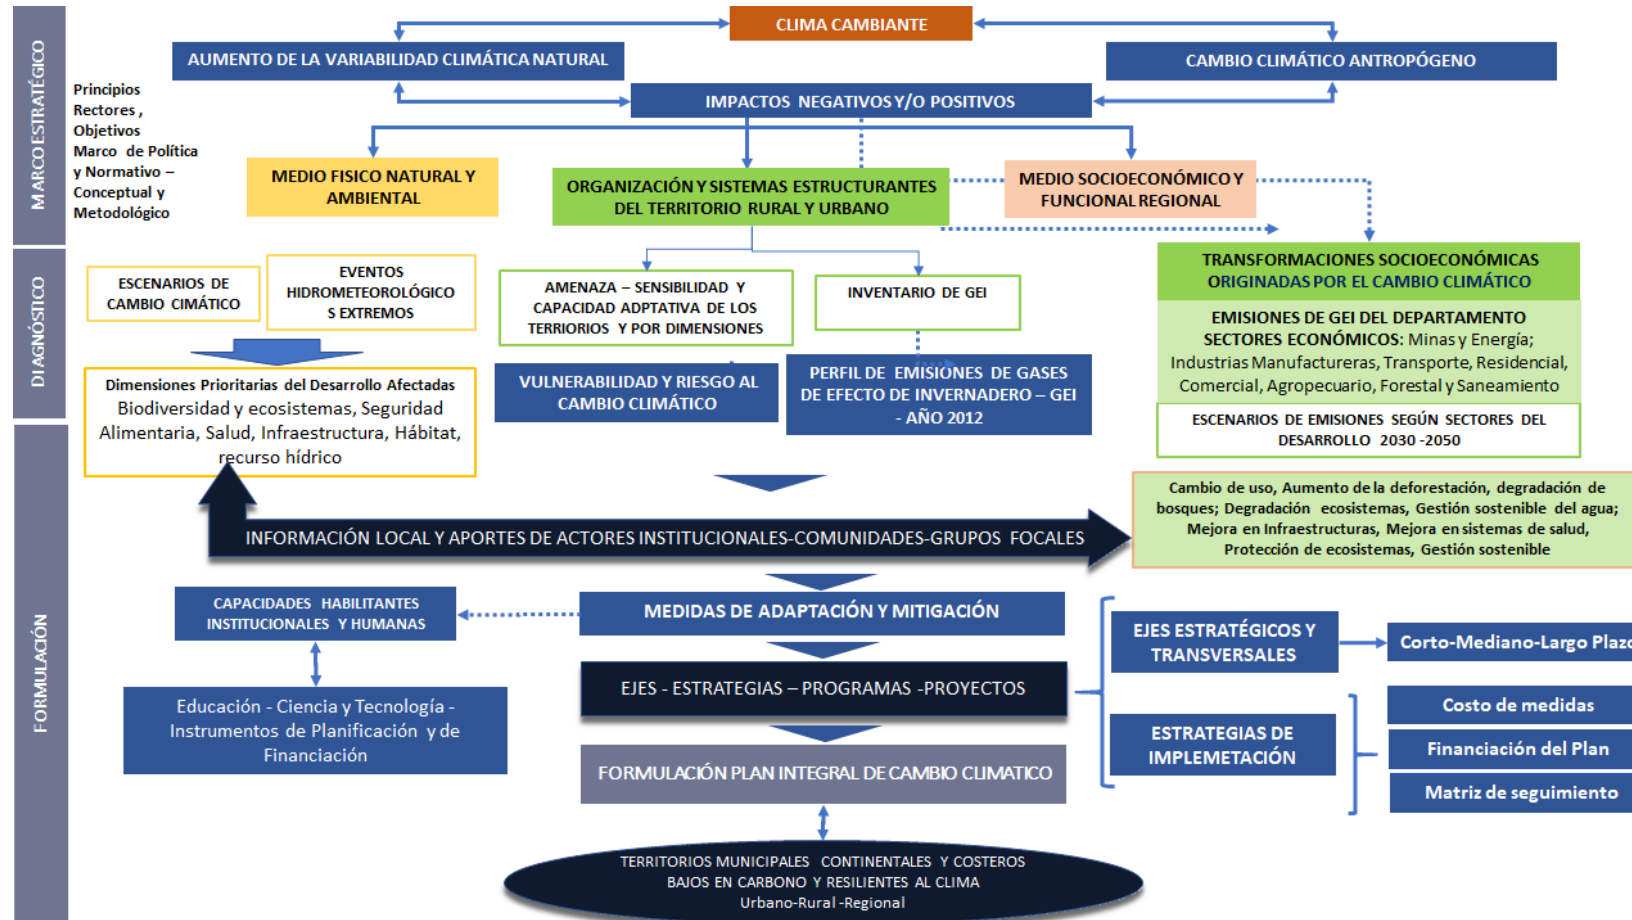 MARCO ESTRATÉGICO
CLIMA CAMBIANTE
AUMENTO DE LA VARIABILIDAD CLIMÁTICA NATURAL
CAMBIO CLIMÁTICO ANTROPÓGENO
IMPACTOS NEGATIVOS Y/O POSITIVOS
Principios
Rectores ,
Objetivos
Marco de Política
y Normativo –
Conceptual y
Metodológico
MEDIO FISICO NATURAL Y
AMBIENTAL
ORGANIZACIÓN Y SISTEMAS ESTRUCTURANTES
DEL TERRITORIO RURAL Y URBANO
MEDIO SOCIOECONÓMICO Y
FUNCIONAL REGIONAL
DIAGNÓSTICO
ESCENARIOS DE
CAMBIO CIMÁTICO
EVENTOS
HIDROMETEOROLÓGICO
S EXTREMOS
AMENAZA – SENSIBILIDAD Y
CAPACIDAD ADPTATIVA DE LOS
TERRIORIOS Y POR DIMENSIONES
INVENTARIO DE GEI
TRANSFORMACIONES SOCIOECONÓMICAS
ORIGINADAS POR EL CAMBIO CLIMÁTICO
EMISIONES DE GEI DEL DEPARTAMENTO
SECTORES ECONÓMICOS: Minas y Energía;
Industrias Manufactureras, Transporte, Residencial,
Comercial, Agropecuario, Forestal y Saneamiento
ESCENARIOS DE EMISIONES SEGÚN SECTORES DEL
DESARROLLO 2030 -2050
Dimensiones Prioritarias del Desarrollo Afectadas
Biodiversidad y ecosistemas, Seguridad
Alimentaria, Salud, Infraestructura, Hábitat,
recurso hídrico
VULNERABILIDAD Y RIESGO AL
CAMBIO CLIMÁTICO
PERFIL DE EMISIONES DE GASES
DE EFECTO DE INVERNADERO – GEI
- AÑO 2012
FORMULACIÓN
INFORMACIÓN LOCAL Y APORTES DE ACTORES INSTITUCIONALES-COMUNIDADES-GRUPOS FOCALES
Cambio de uso, Aumento de la deforestación, degradación de
bosques; Degradación ecosistemas, Gestión sostenible del agua;
Mejora en Infraestructuras, Mejora en sistemas de salud,
Protección de ecosistemas, Gestión sostenible
CAPACIDADES HABILITANTES
INSTITUCIONALES Y HUMANAS
MEDIDAS DE ADAPTACIÓN Y MITIGACIÓN
EJES ESTRATÉGICOS Y
TRANSVERSALES
Corto-Mediano-Largo Plazo
EJES - ESTRATEGIAS – PROGRAMAS -PROYECTOS
Educación - Ciencia y Tecnología -
Instrumentos de Planificación y de
Financiación
ESTRATEGIAS DE
IMPLEMETACIÓN
Costo de medidas
Financiación del Plan
Matriz de seguimiento
FORMULACIÓN PLAN INTEGRAL DE CAMBIO CLIMATICO
TERRITORIOS MUNICIPALES CONTINENTALES Y COSTEROS
BAJOS EN CARBONO Y RESILIENTES AL CLIMA
Urbano-Rural -Regional